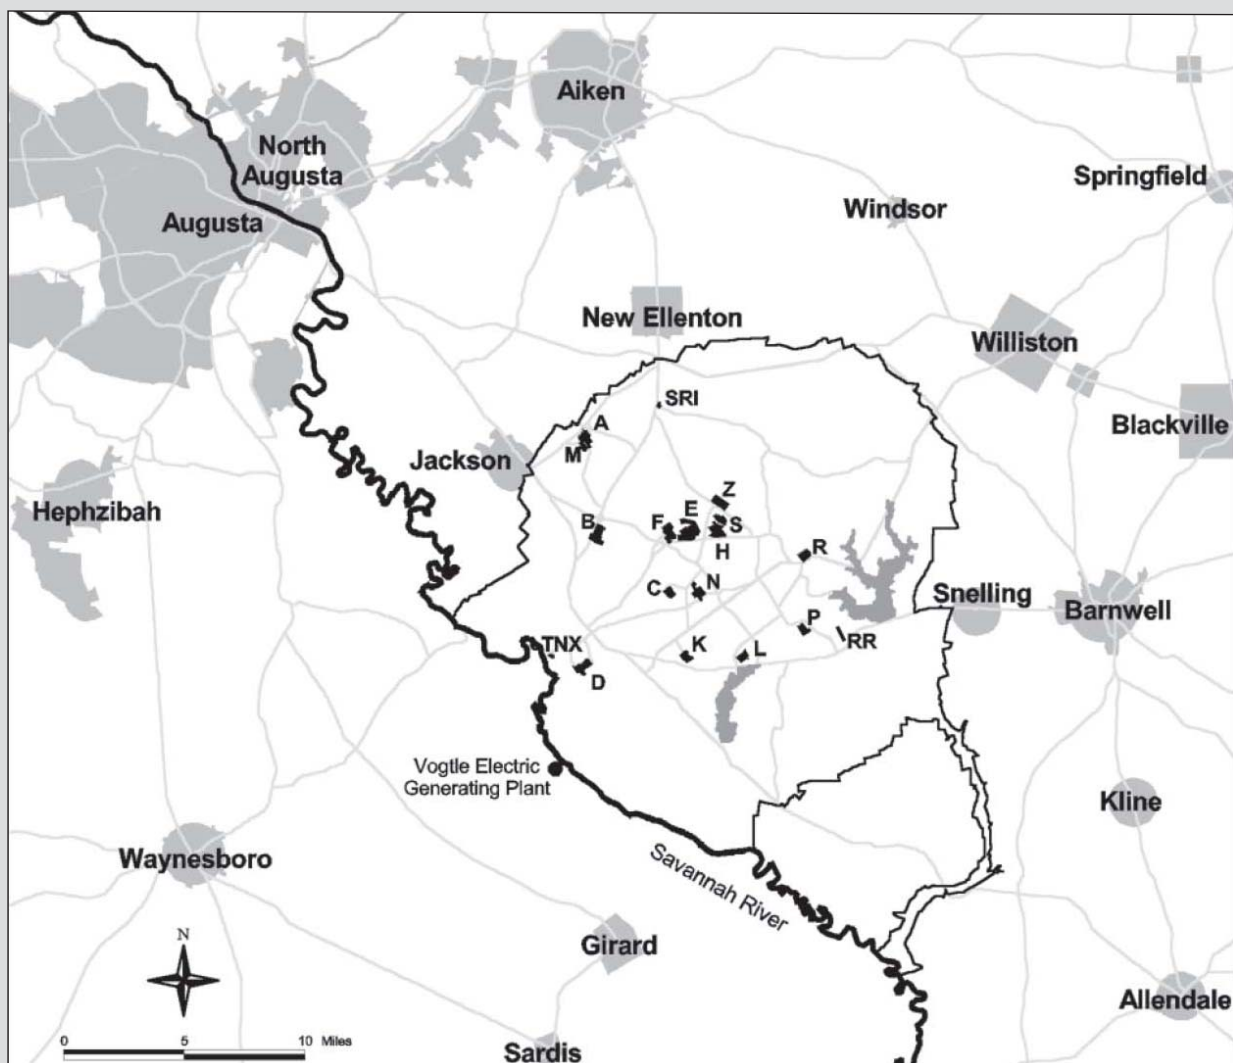 Aiken
North
Augusta
Augusta
Springfield
Windsor
New Ellenton
Williston
SRI
A
M
Blackville
Jackson
Hephzibah
Z
B
F
E
S
H
R
C
N
Snelling
Barnwell
P
RR
TNX
K
L
D
Vogtle Electric
Generating Plant
Kline
Waynesboro
Savannah River
Girard
N
Allendale
0 5 10 Miles
Sardis